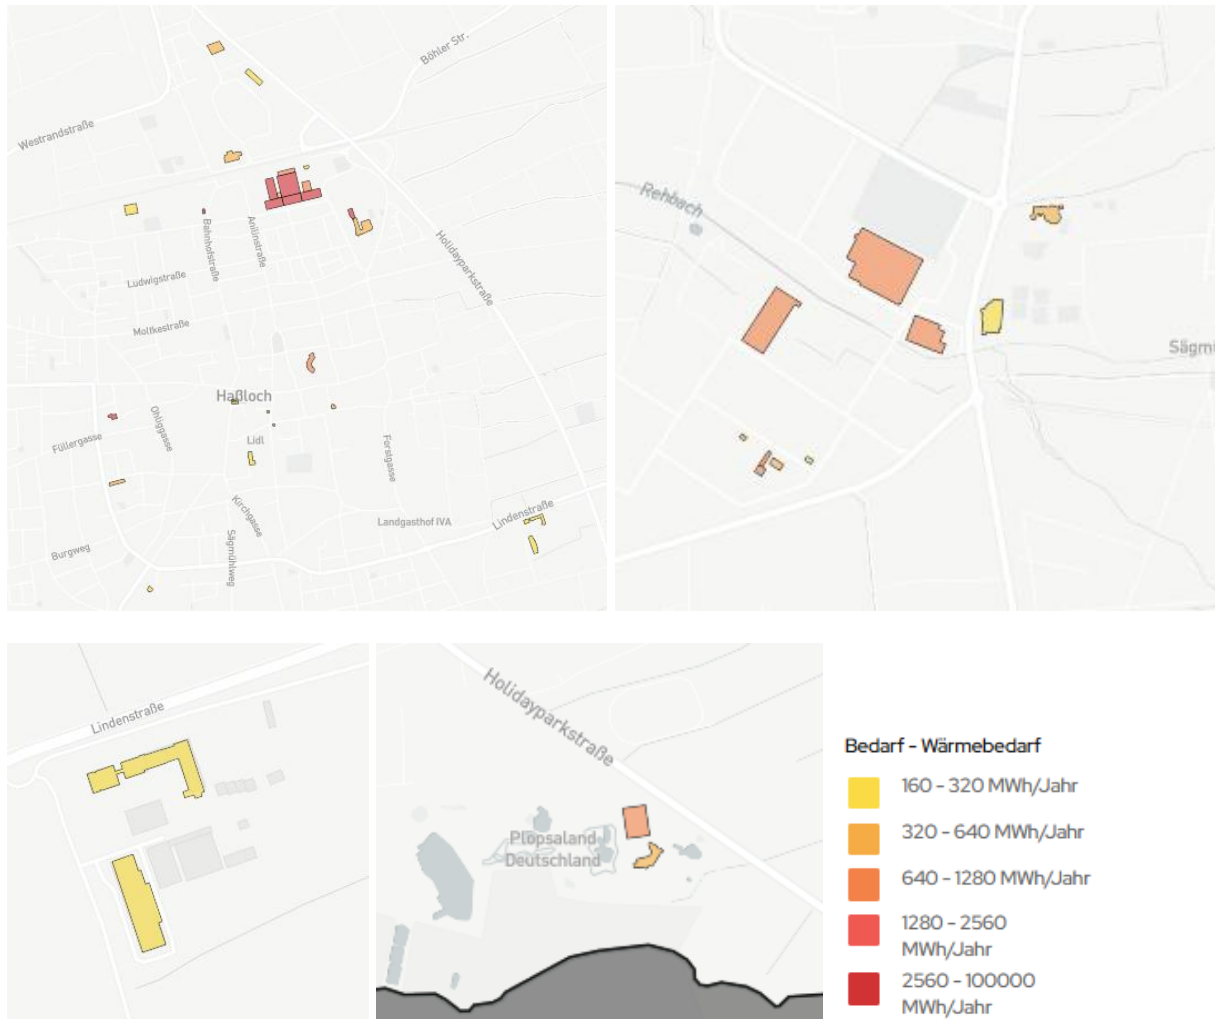 Böhler Str.
Westrandstraße
Bahnhofstraße
Anilinstraße
Holidayparkstraße
Ludwigstraße
Moltkestraße
Haßloch
Ohliggasse
Füllergasse
Lidl
Forstgasse
Kirchgasse
Landgasthof IVA
Lindenstraße
Sägmühlweg
Burgweg
Rehbach
Lindenstraße
Holidayparkstraße
Plopsaland
Deutschland
Bedarf - Wärmebedarf
160 - 320 MWh/Jahr
320 - 640 MWh/Jahr
640 - 1280 MWh/Jahr
1280 - 2560
MWh/Jahr
2560 - 100000
MWh/Jahr